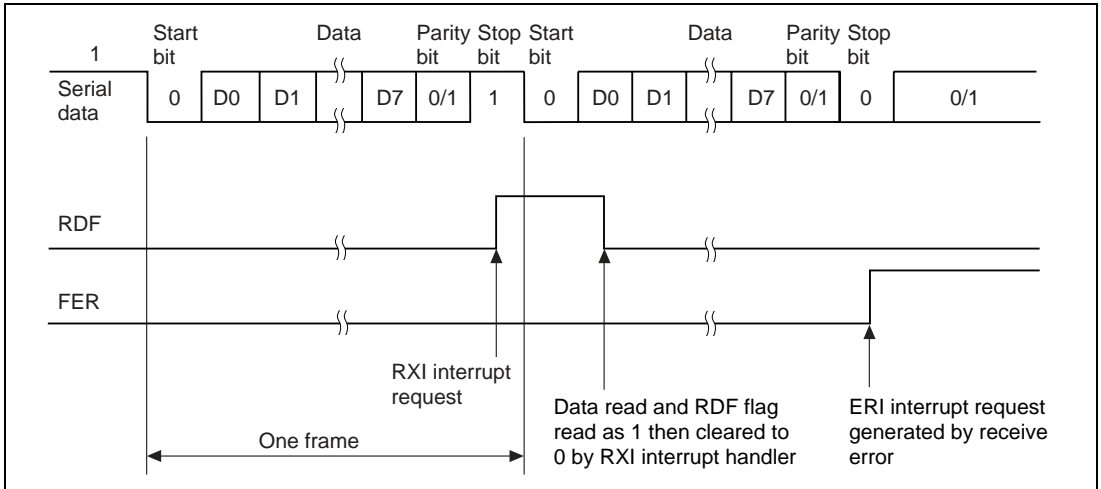 Start bit Data Parity bit Stop bit Start bit Data Parity bit Stop bit
1
Serial data 0 D0 D1 D7 0/1 1 0 D0 D1 D7 0/1 0 0/1
RDF
FER
RXI interrupt
request
Data read and RDF flag
read as 1 then cleared to
0 by RXI interrupt handler
ERI interrupt request
generated by receive
error
One frame